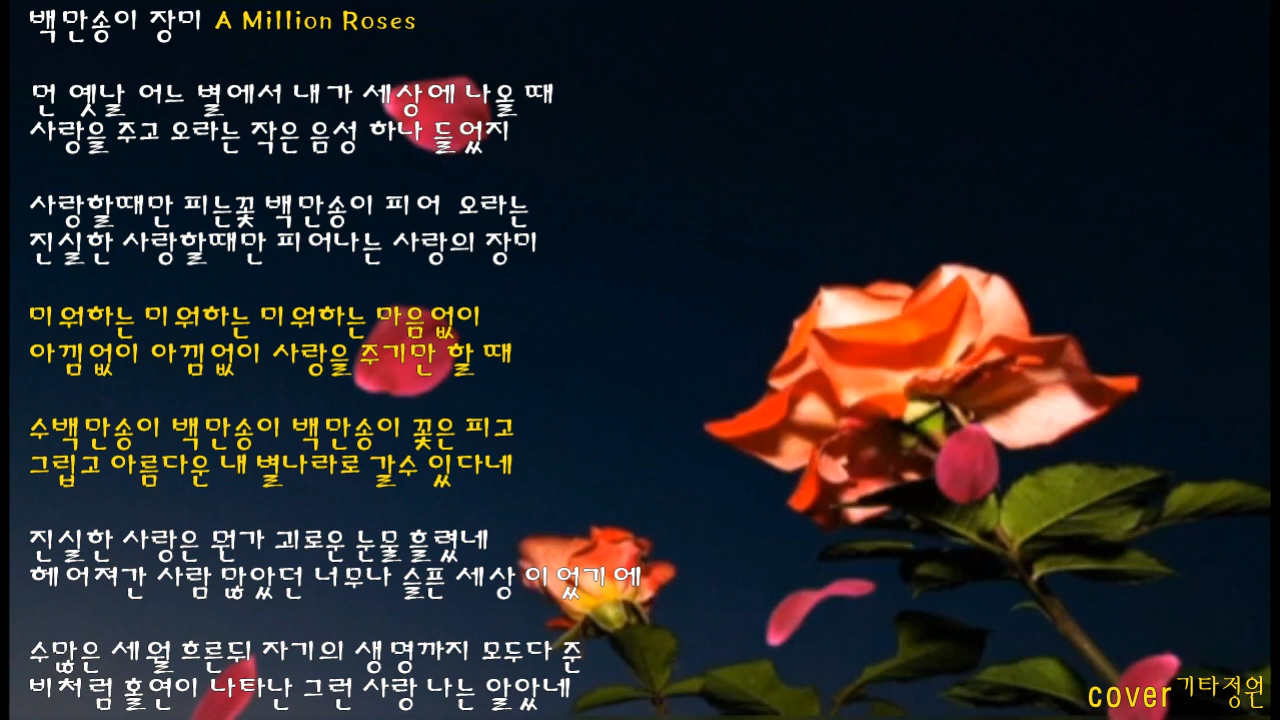 백만송이 장미 A Million Roses
먼 옛날 어느 별에서 내가 세상에 나올 때
사랑을 주고 오라는 작은 음성 하나 들었지
사랑할때만 피는꽃 백만송이 피어 오라는
진실한 사랑할때만 피어나는 사랑의 장미
미워하는 미워하는 미워하는 마음없이
아낌없이 아낌없이 사랑을 주기만 할 때
수백만송이 백만송이 백만송이 꽃은 피고
그립고 아름다운 내 별나라로 갈수 있다네
진실한 사랑은 뭔가 괴로운 눈물흘렸네
헤어져간 사람 많았던 너무나 슬픈 세상 이었기에
수많은 세월 흐른뒤 자기의 생명까지 모두다 준
비처럼 홀연이 나타난 그런 사랑 나는 알았네
cover 기타정원